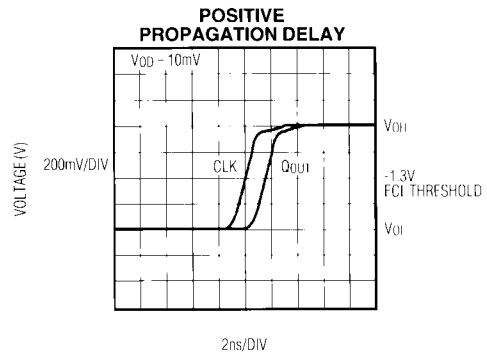 POSITIVE
PROPAGATION DELAY
VOD - 10mV
VOLTAGE (V)
200mV/DIV
CLK
QOUT
VOH
-1.3V
ECL THRESHOLD
VOL
2ns/DIV